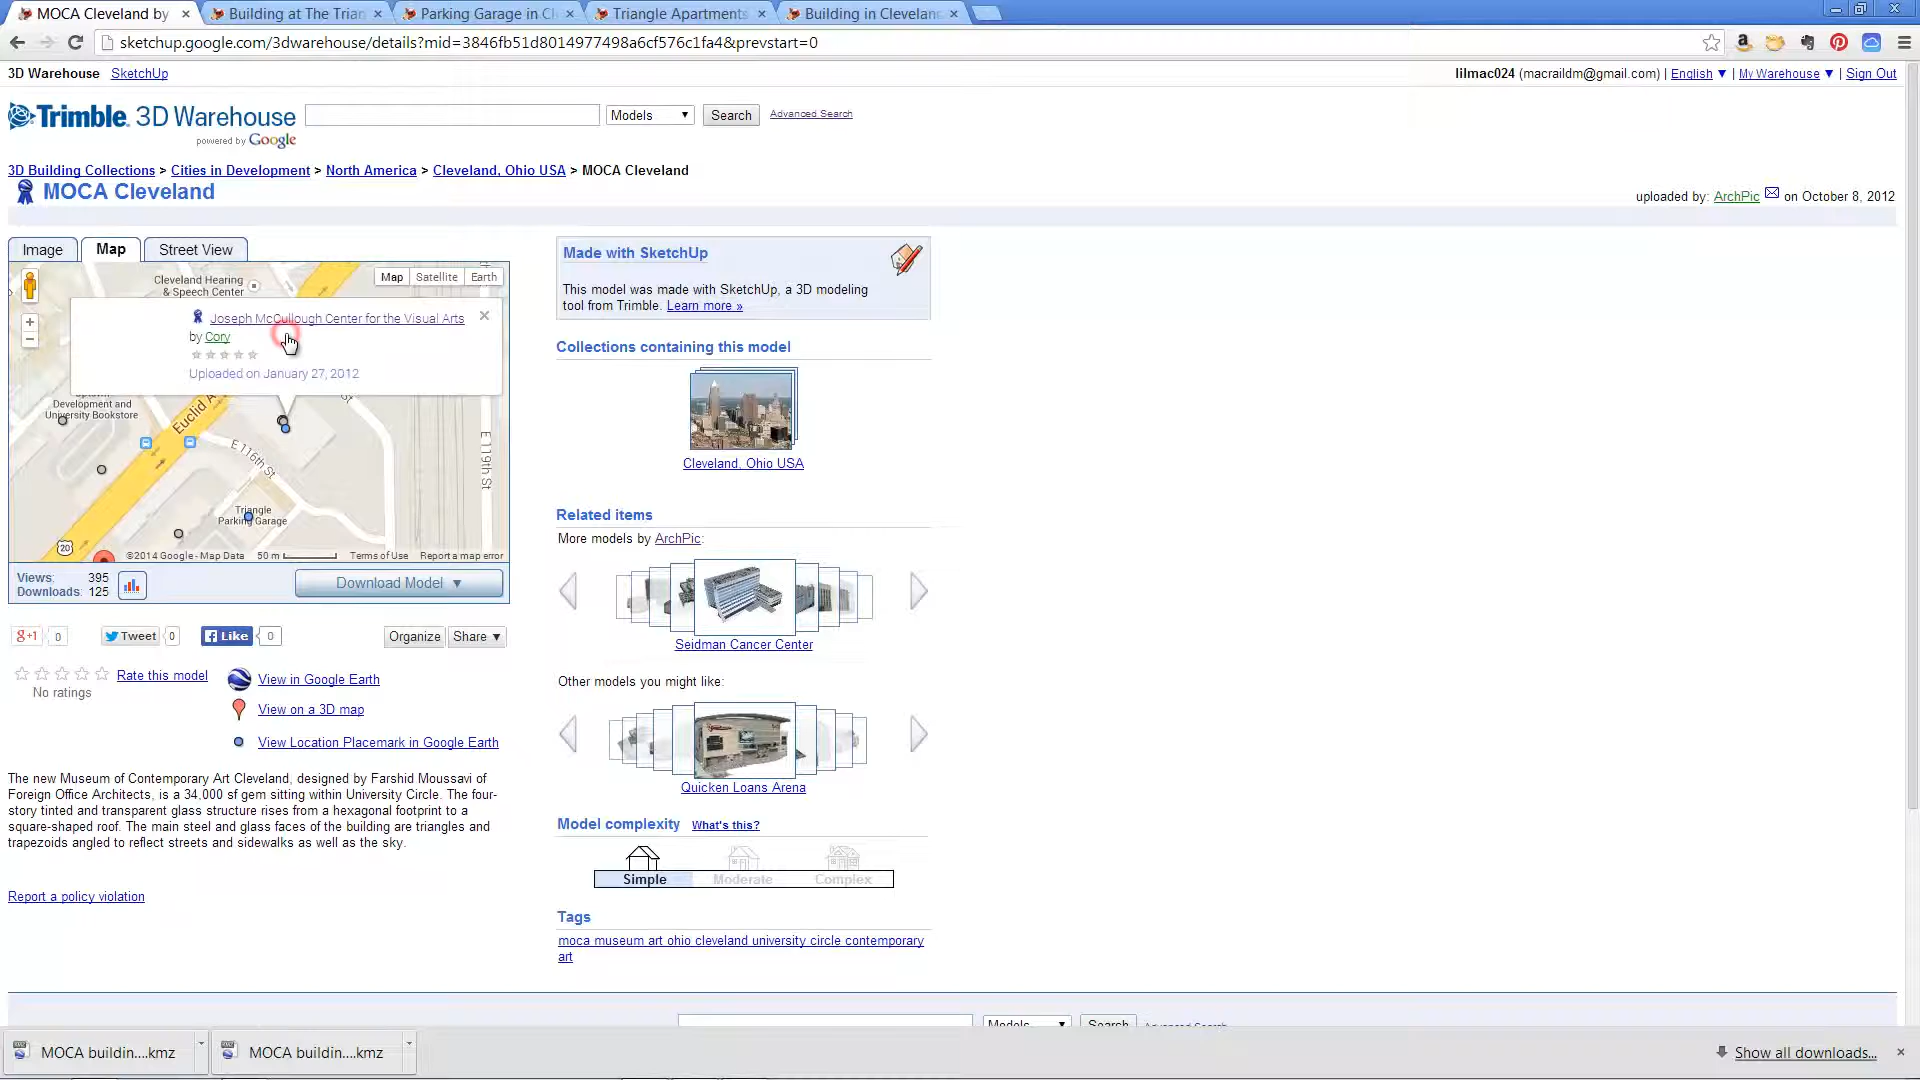 MOCA Cleveland by
Building at The Trian
Parking Garage in Cl
Triangle Apartments
Building in Clevelan
sketchup.google.com/3dwarehouse/details?mid=3846fb51d8014977498a6cf576c1fa4&prevstart=0
3D Warehouse SketchUp
lilmac024 (macraildm@gmail.com) | English ▼ | My Warehouse ▼ | Sign Out
Trimble. 3D Warehouse
powered by Google
Models ▼ Search Advanced Search
3D Building Collections > Cities in Development > North America > Cleveland, Ohio USA > MOCA Cleveland
MOCA Cleveland
uploaded by: ArchPic on October 8, 2012
Image Map Street View
Map Satellite Earth
Cleveland Hearing
& Speech Center
Joseph McCullough Center for the Visual Arts
by Cory
Uploaded on January 27, 2012
+
−
Development and
University Bookstore
Euclid A
E 116th St
E 119th St
Triangle
Parking Garage
20
©2014 Google - Map Data 50 m Terms of Use Report a map error
Views: 395
Downloads: 125
Download Model ▼
g+1 0 Tweet 0 Like 0 Organize Share ▼
Rate this model
No ratings
View in Google Earth
View on a 3D map
View Location Placemark in Google Earth
The new Museum of Contemporary Art Cleveland, designed by Farshid Moussavi of
Foreign Office Architects, is a 34,000 sf gem sitting within University Circle. The four-
story tinted and transparent glass structure rises from a hexagonal footprint to a
square-shaped roof. The main steel and glass faces of the building are triangles and
trapezoids angled to reflect streets and sidewalks as well as the sky.
Report a policy violation
Made with SketchUp
This model was made with SketchUp, a 3D modeling
tool from Trimble. Learn more »
Collections containing this model
Cleveland, Ohio USA
Related items
More models by ArchPic:
Seidman Cancer Center
Other models you might like:
Quicken Loans Arena
Model complexity What's this?
Simple Moderate Complex
Tags
moca museum art ohio cleveland university circle contemporary
art
Models ▼ Search Advanced Search
MOCA buildin....kmz
MOCA buildin....kmz
Show all downloads...